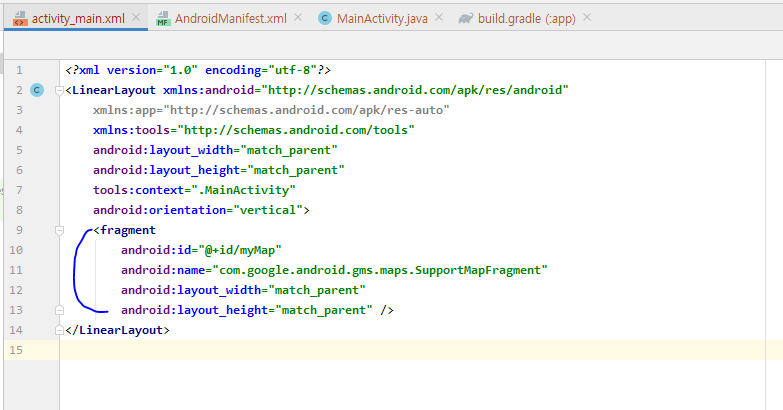 activity_main.xml AndroidManifest.xml MainActivity.java build.gradle (:app)
1 <?xml version="1.0" encoding="utf-8"?>
2 <LinearLayout xmlns:android="http://schemas.android.com/apk/res/android"
3 xmlns:app="http://schemas.android.com/apk/res-auto"
4 xmlns:tools="http://schemas.android.com/tools"
5 android:layout_width="match_parent"
6 android:layout_height="match_parent"
7 tools:context=".MainActivity"
8 android:orientation="vertical">
9 <fragment
10 android:id="@+id/myMap"
11 android:name="com.google.android.gms.maps.SupportMapFragment"
12 android:layout_width="match_parent"
13 android:layout_height="match_parent" />
14 </LinearLayout>
15